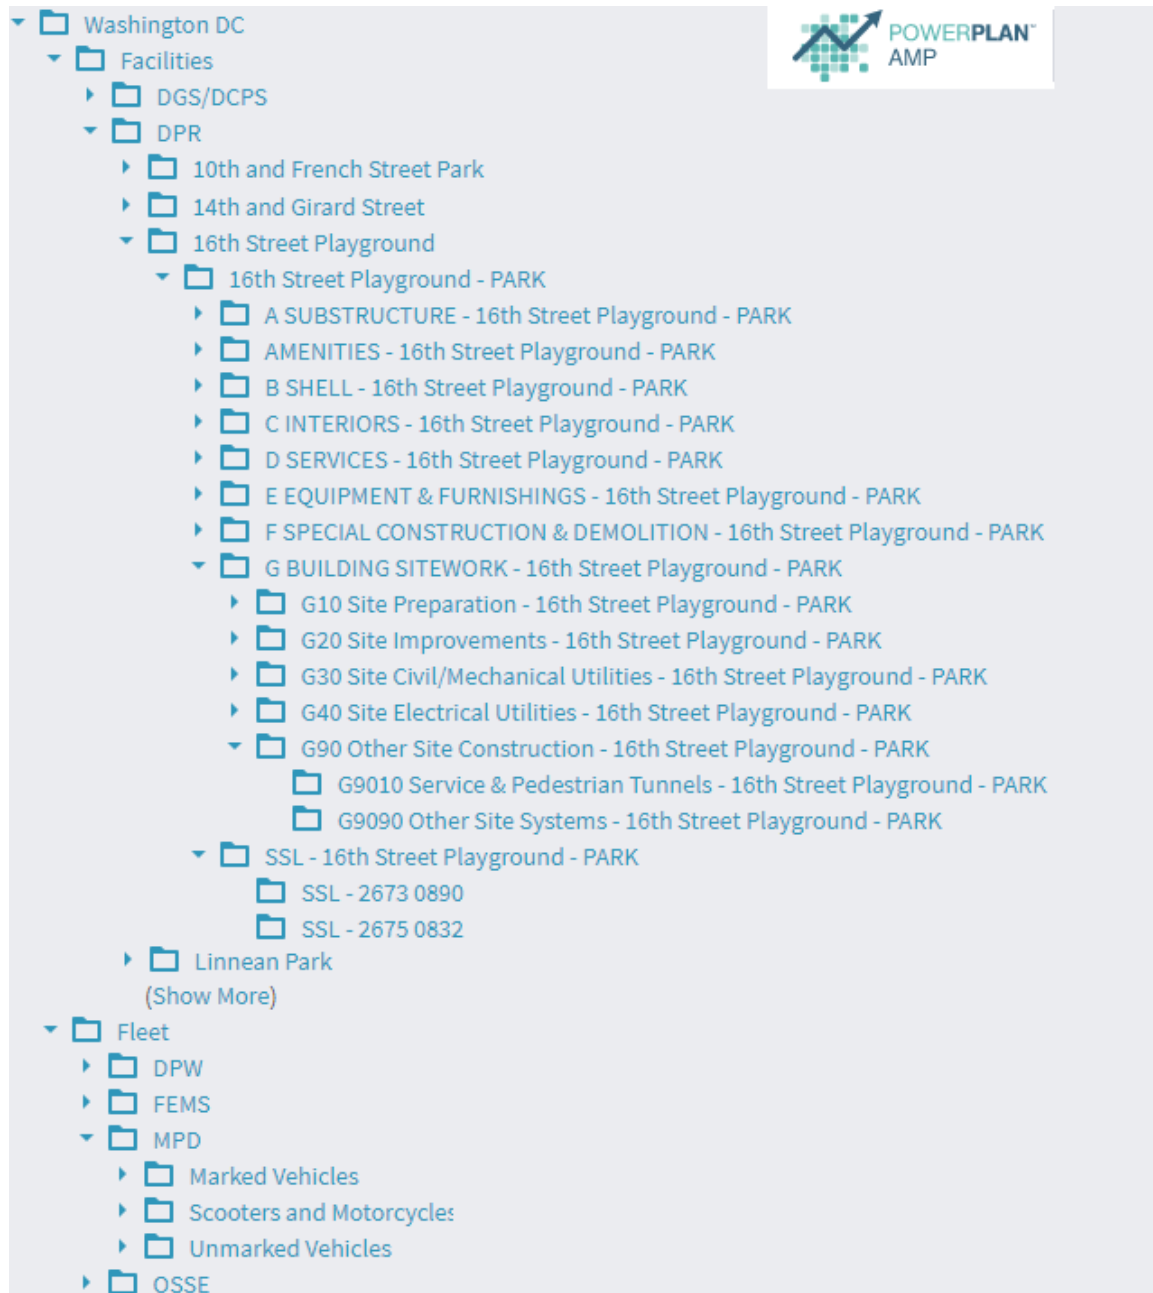 Washington DC
POWERPLAN™
AMP
Facilities
DGS/DCPS
DPR
10th and French Street Park
14th and Girard Street
16th Street Playground
16th Street Playground - PARK
A SUBSTRUCTURE - 16th Street Playground - PARK
AMENITIES - 16th Street Playground - PARK
B SHELL - 16th Street Playground - PARK
C INTERIORS - 16th Street Playground - PARK
D SERVICES - 16th Street Playground - PARK
E EQUIPMENT & FURNISHINGS - 16th Street Playground - PARK
F SPECIAL CONSTRUCTION & DEMOLITION - 16th Street Playground - PARK
G BUILDING SITEWORK - 16th Street Playground - PARK
G10 Site Preparation - 16th Street Playground - PARK
G20 Site Improvements - 16th Street Playground - PARK
G30 Site Civil/Mechanical Utilities - 16th Street Playground - PARK
G40 Site Electrical Utilities - 16th Street Playground - PARK
G90 Other Site Construction - 16th Street Playground - PARK
G9010 Service & Pedestrian Tunnels - 16th Street Playground - PARK
G9090 Other Site Systems - 16th Street Playground - PARK
SSL - 16th Street Playground - PARK
SSL - 2673 0890
SSL - 2675 0832
Linnean Park
(Show More)
Fleet
DPW
FEMS
MPD
Marked Vehicles
Scooters and Motorcycles
Unmarked Vehicles
OSSE